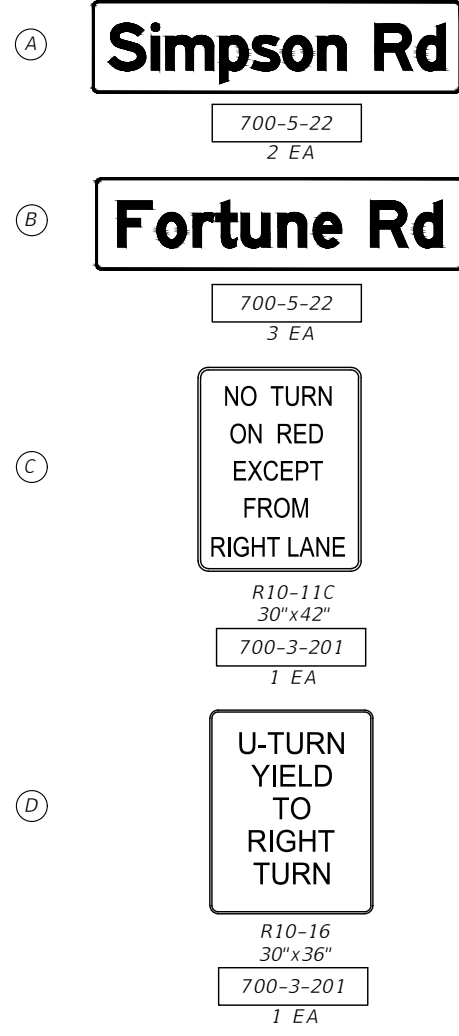 A
Simpson Rd
700-5-22
2 EA
B
Fortune Rd
700-5-22
3 EA
C
NO TURN
ON RED
EXCEPT
FROM
RIGHT LANE
R10-11C
30"x42"
700-3-201
1 EA
D
U-TURN
YIELD
TO
RIGHT
TURN
R10-16
30"x36"
700-3-201
1 EA